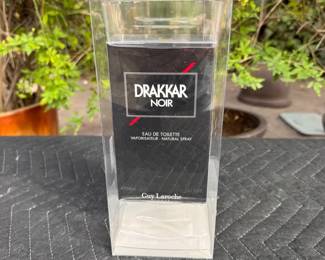 DRAKKAR
NOIR
EAU DE TOILETTE
VAPORISATEUR - NATURAL SPRAY
Guy Laroche